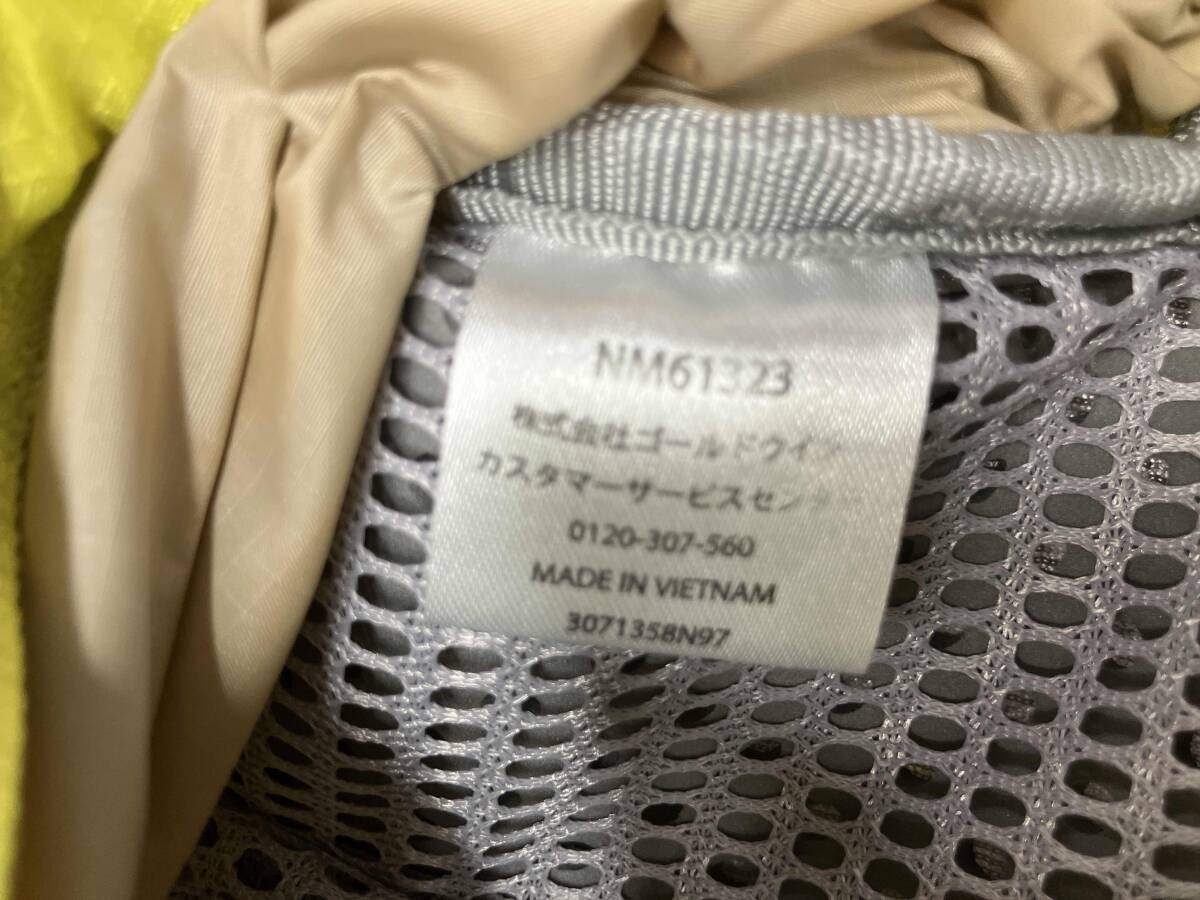 NM61323
株式会社ゴールドウイン
カスタマーサービスセンター
0120-307-560
MADE IN VIETNAM
3071358N97